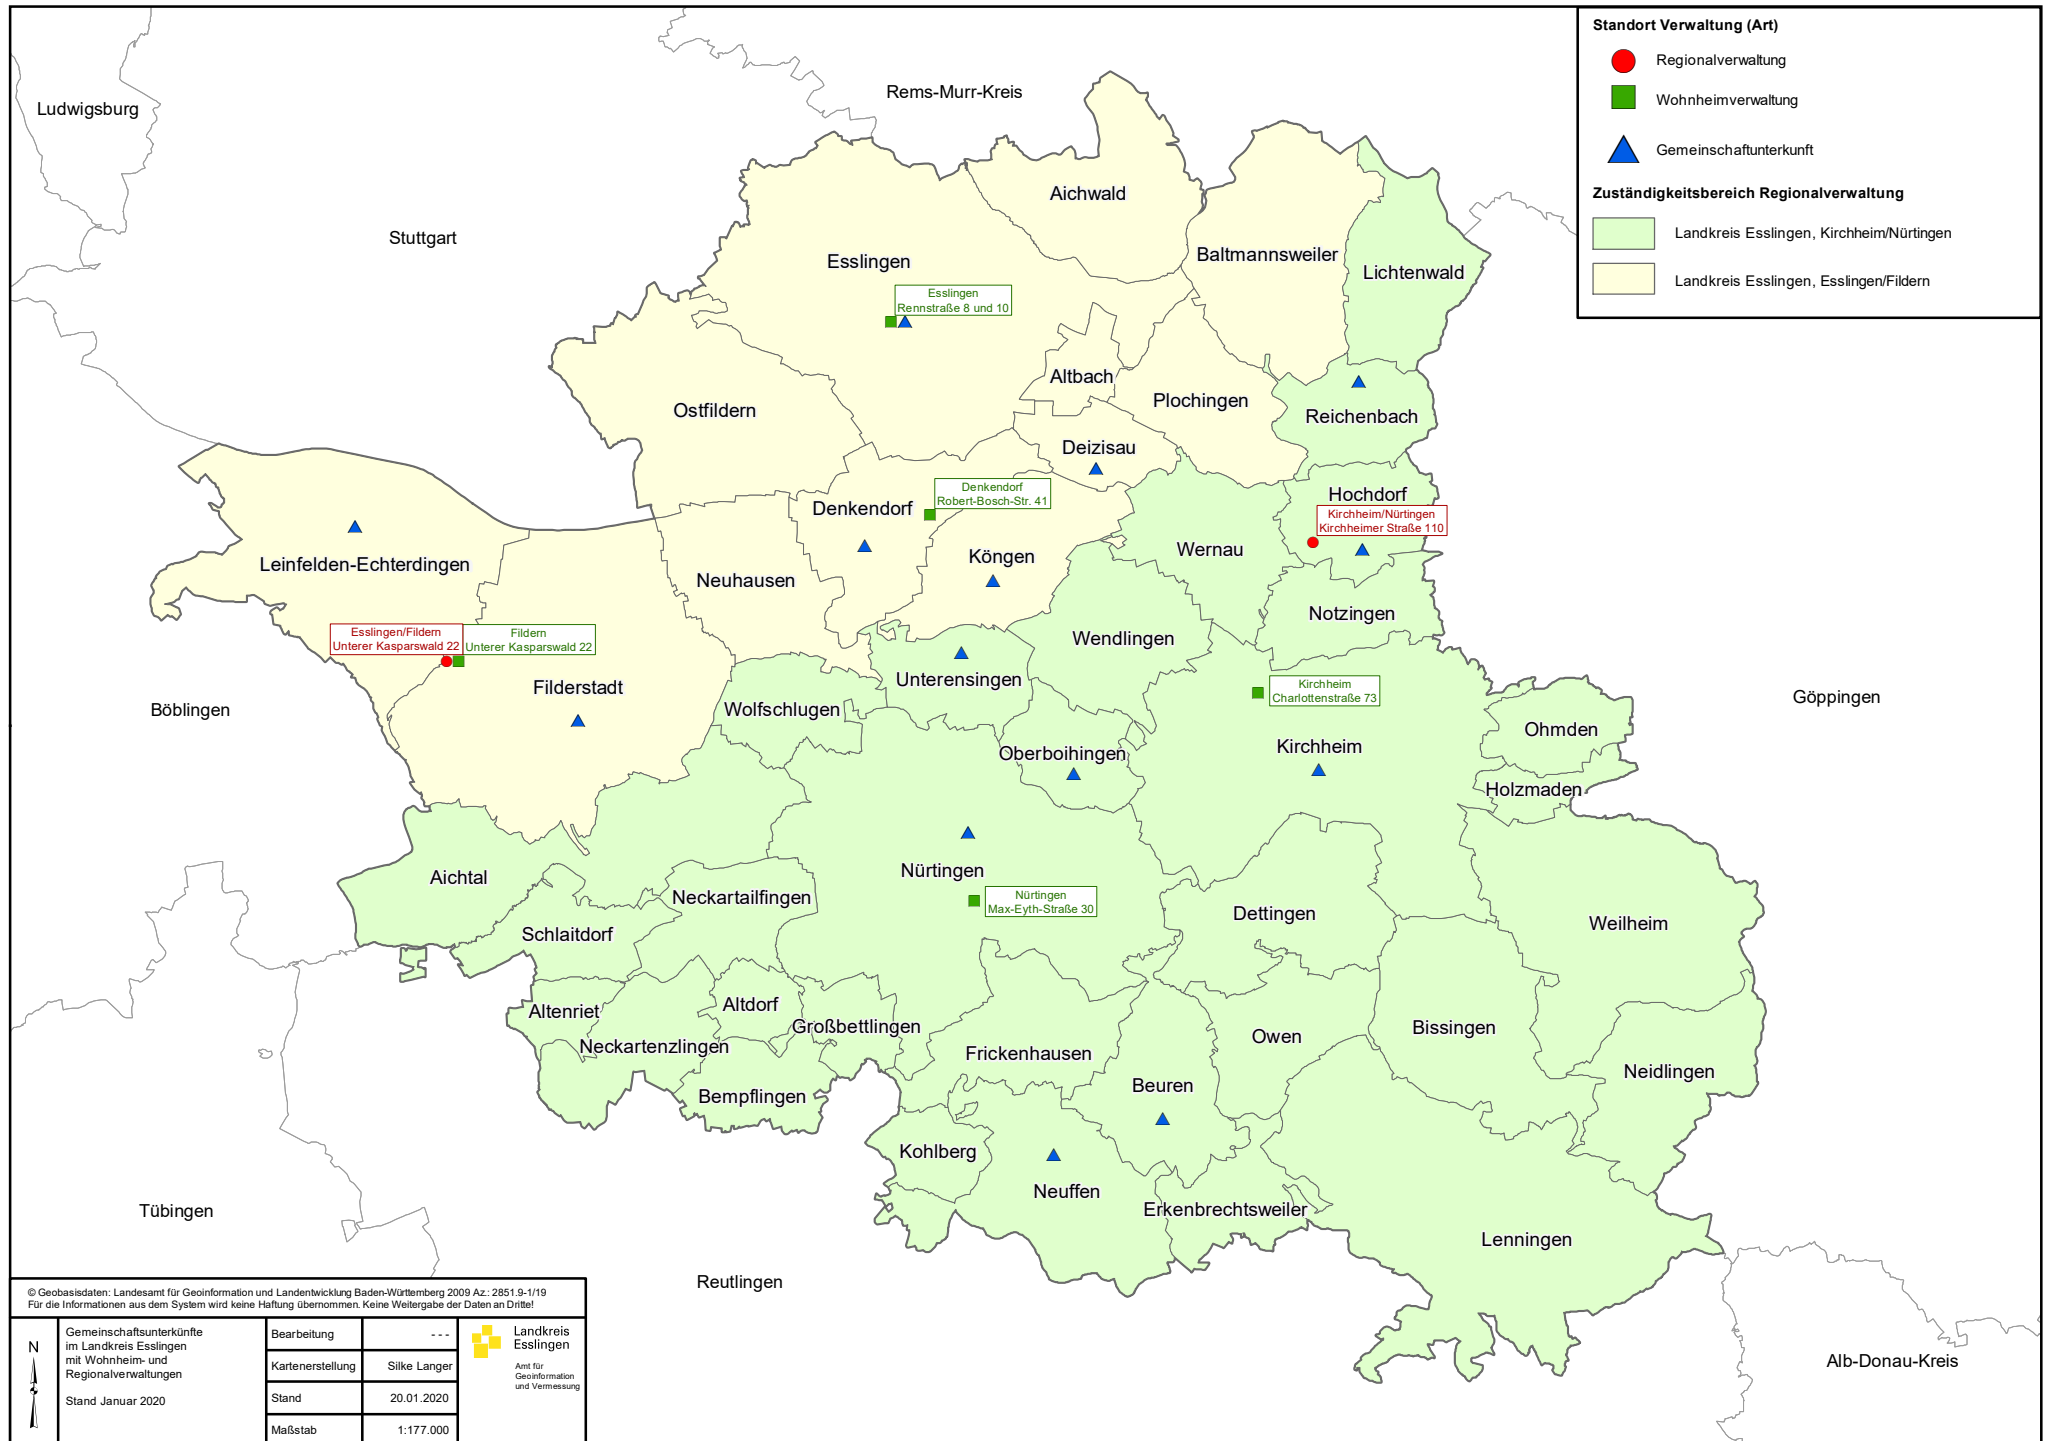 Standort Verwaltung (Art)
Regionalverwaltung
Wohnheimverwaltung
Gemeinschaftunterkunft
Zuständigkeitsbereich Regionalverwaltung
Landkreis Esslingen, Kirchheim/Nürtingen
Landkreis Esslingen, Esslingen/Fildern
Ludwigsburg
Rems-Murr-Kreis
Stuttgart
Aichwald
Baltmannsweiler
Lichtenwald
Esslingen
Esslingen
Rennstraße 8 und 10
Altbach
Plochingen
Ostfildern
Reichenbach
Deizisau
Denkendorf
Robert-Bosch-Str. 41
Denkendorf
Hochdorf
Kirchheim/Nürtingen
Kirchheimer Straße 110
Wernau
Köngen
Leinfelden-Echterdingen
Neuhausen
Notzingen
Wendlingen
Esslingen/Fildern
Unterer Kasparswald 22
Fildern
Unterer Kasparswald 22
Unterensingen
Filderstadt
Kirchheim
Charlottenstraße 73
Böblingen
Wolfschlugen
Göppingen
Ohmden
Oberboihingen
Kirchheim
Holzmaden
Aichtal
Nürtingen
Neckartailfingen
Nürtingen
Max-Eyth-Straße 30
Dettingen
Weilheim
Schlaitdorf
Altenriet
Altdorf
Großbettlingen
Bissingen
Owen
Neckartenzlingen
Frickenhausen
Neidlingen
Beuren
Bempflingen
Kohlberg
Neuffen
Erkenbrechtsweiler
Tübingen
Lenningen
Reutlingen
Alb-Donau-Kreis
© Geobasisdaten: Landesamt für Geoinformation und Landentwicklung Baden-Württemberg 2009 Az.: 2851.9-1/19
Für die Informationen aus dem System wird keine Haftung übernommen. Keine Weitergabe der Daten an Dritte!
N
Gemeinschaftsunterkünfte
im Landkreis Esslingen
mit Wohnheim- und
Regionalverwaltungen
Stand Januar 2020
Bearbeitung - - -
Kartenerstellung Silke Langer
Stand 20.01.2020
Maßstab 1:177.000
Landkreis
Esslingen
Amt für
Geoinformation
und Vermessung